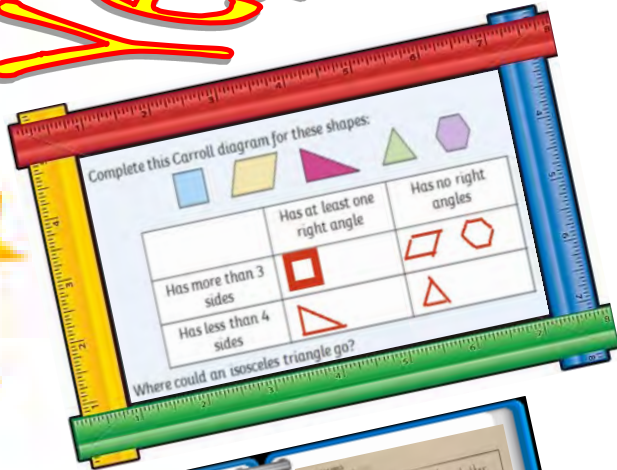 Complete this Carroll diagram for these shapes:
Has at least one
right angle
Has no right
angles
Has more than 3
sides
Has less than 4
sides
Where could an isosceles triangle go?